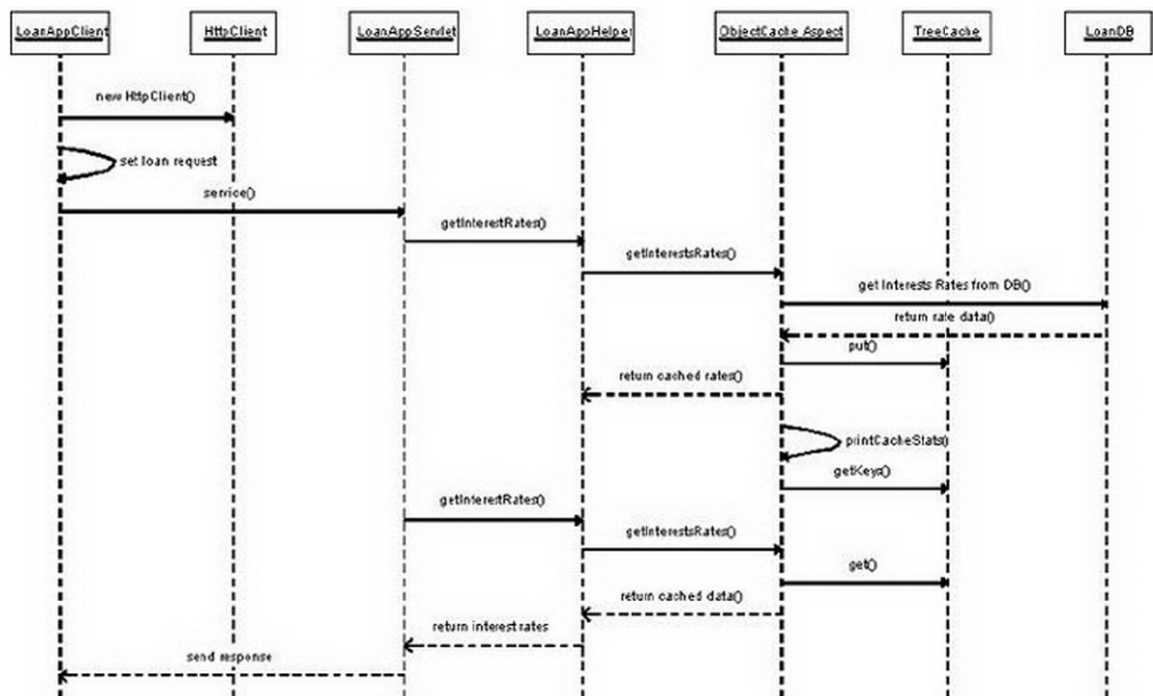 LoanAppClient
HttpClient
LoanAppServlet
LoanAppHelper
ObjectCache Aspect
TreeCache
LoanDB
new HttpClient()
set loan request
service()
getInterestRates()
getInterestsRates()
get Interests Rates from DB()
return rate data()
put()
return cached rates()
printCacheStats()
getKeys()
getInterestRates()
getInterestsRates()
get()
return cached data()
return interest rates
send response